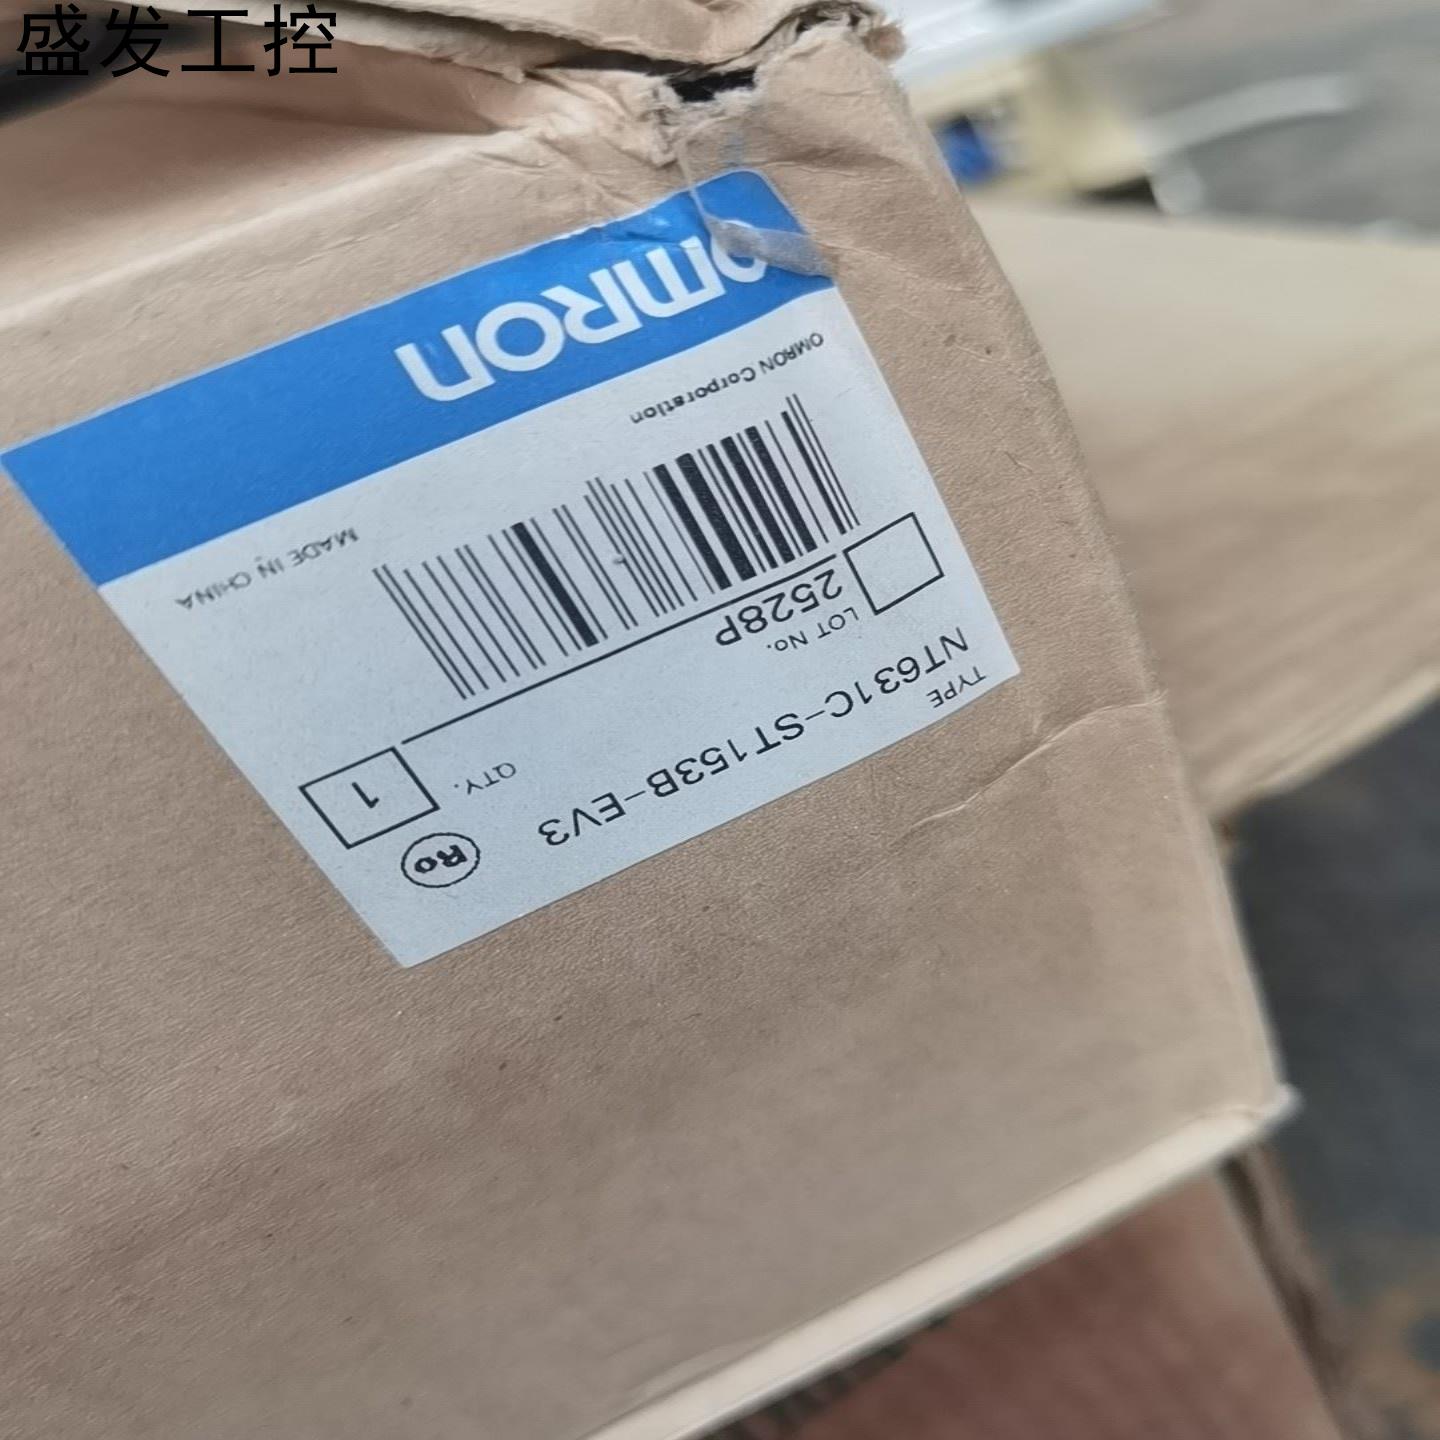 盛发工控
TYPE
NT631C-ST153B-EV3
Ro
LOT No.
2528P
QTY.
1
OMRON Corporation
MADE IN CHINA
OMRON